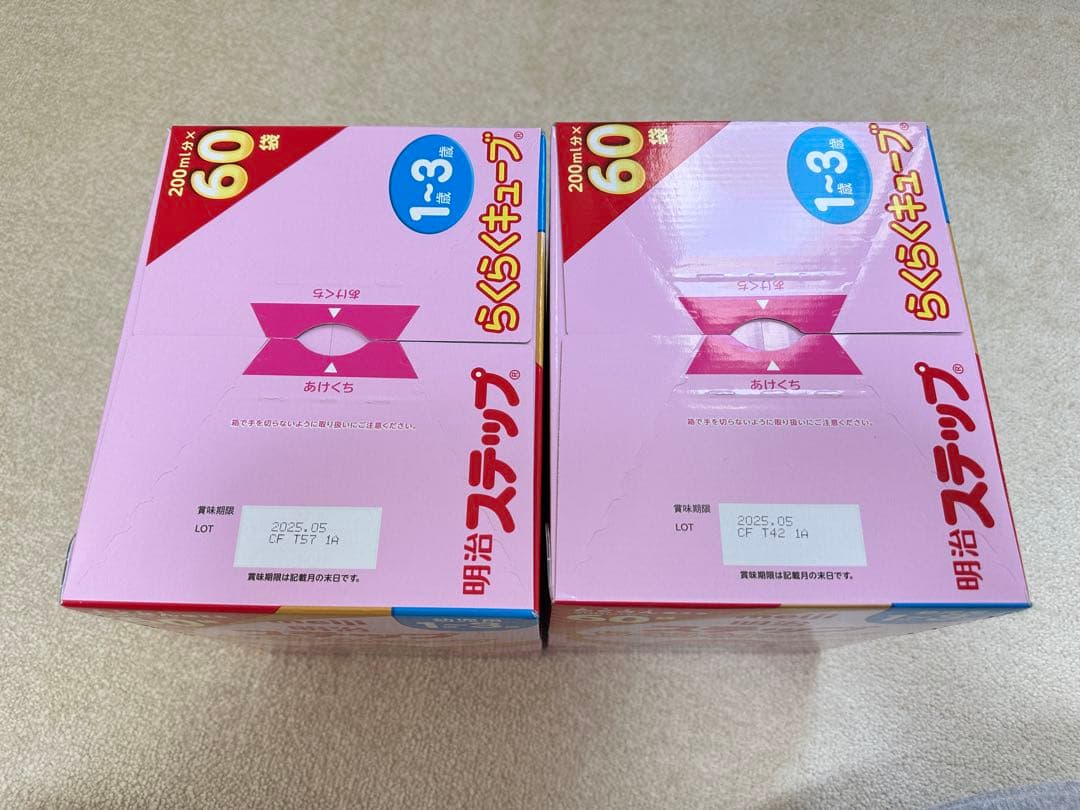 200ml分×
60袋
1~3歳
歳
らくらくキューブ®
あけくち
あけくち
箱で手を切らないように取り扱いにご注意ください。
明治ステップ®
賞味期限
LOT
2025.05
CF T57 1A
賞味期限は記載月の末日です。
200ml分×
60袋
1~3歳
歳
らくらくキューブ®
あけくち
あけくち
箱で手を切らないように取り扱いにご注意ください。
明治ステップ®
賞味期限
LOT
2025.05
CF T42 1A
賞味期限は記載月の末日です。